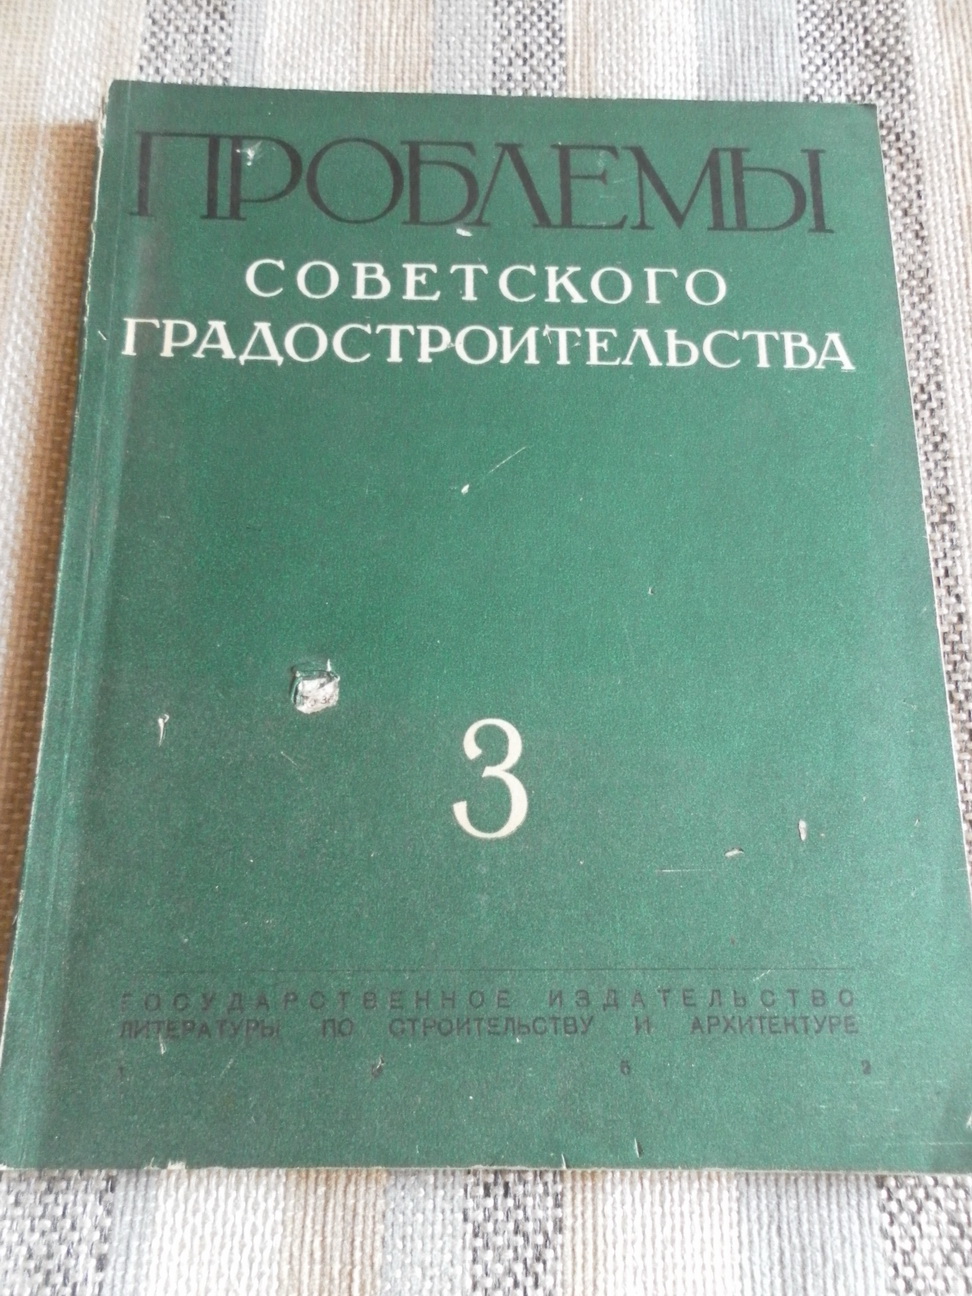 ПРОБЛЕМЫ
СОВЕТСКОГО
ГРАДОСТРОИТЕЛЬСТВА
3
ГОСУДАРСТВЕННОЕ ИЗДАТЕЛЬСТВО
ЛИТЕРАТУРЫ ПО СТРОИТЕЛЬСТВУ И АРХИТЕКТУРЕ